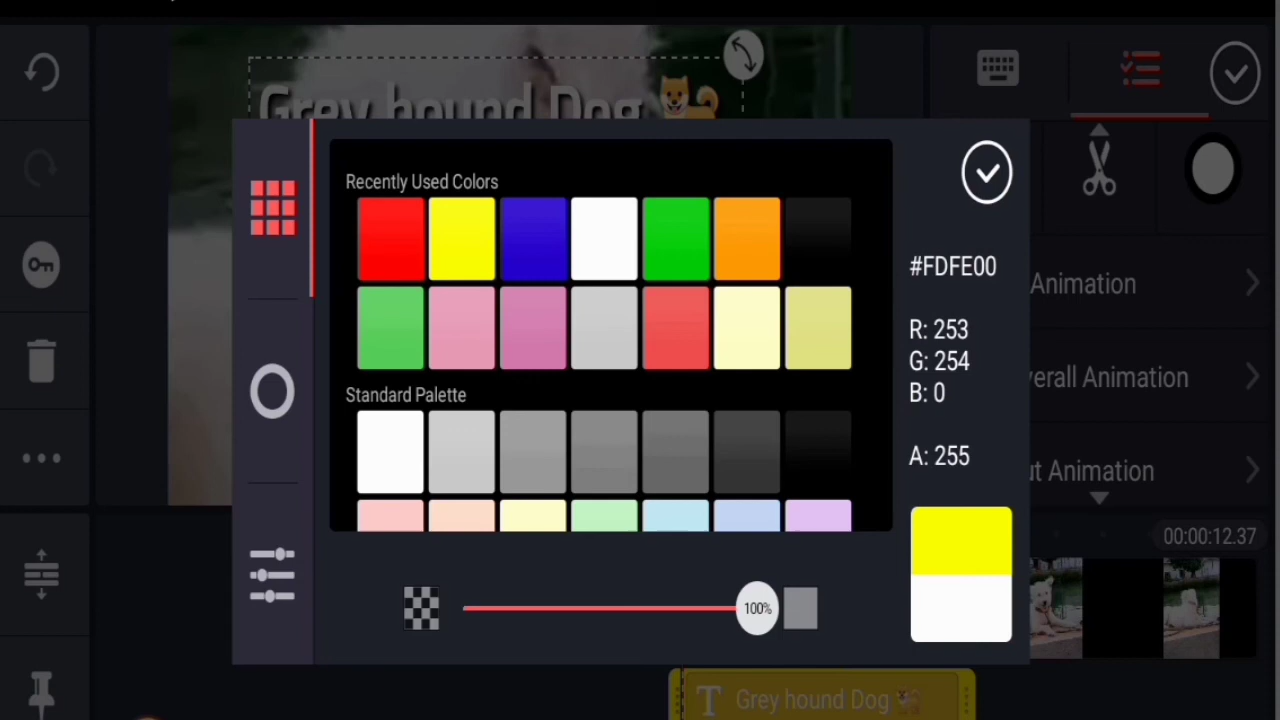 Grey hound Dog
Recently Used Colors
Standard Palette
#FDFE00
R: 253
G: 254
B: 0
A: 255
100%
Animation
verall Animation
ut Animation
00:00:12.37
T Grey hound Dog